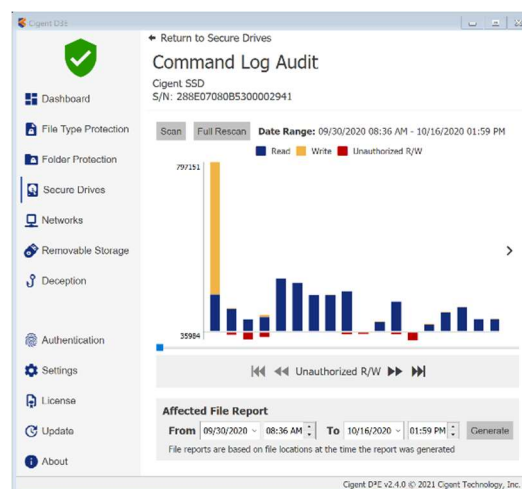 Cigent D³E
Return to Secure Drives
Command Log Audit
Cigent SSD
S/N: 288E07080B5300002941
Dashboard
File Type Protection
Folder Protection
Secure Drives
Networks
Removable Storage
Deception
Authentication
Settings
License
Update
About
Scan Full Rescan Date Range: 09/30/2020 08:36 AM - 10/16/2020 01:59 PM
Read Write Unauthorized R/W
797151
35984
Unauthorized R/W
Affected File Report
From 09/30/2020 08:36 AM To 10/16/2020 01:59 PM Generate
File reports are based on file locations at the time the report was generated
Cigent D³E v2.4.0 © 2021 Cigent Technology, Inc.